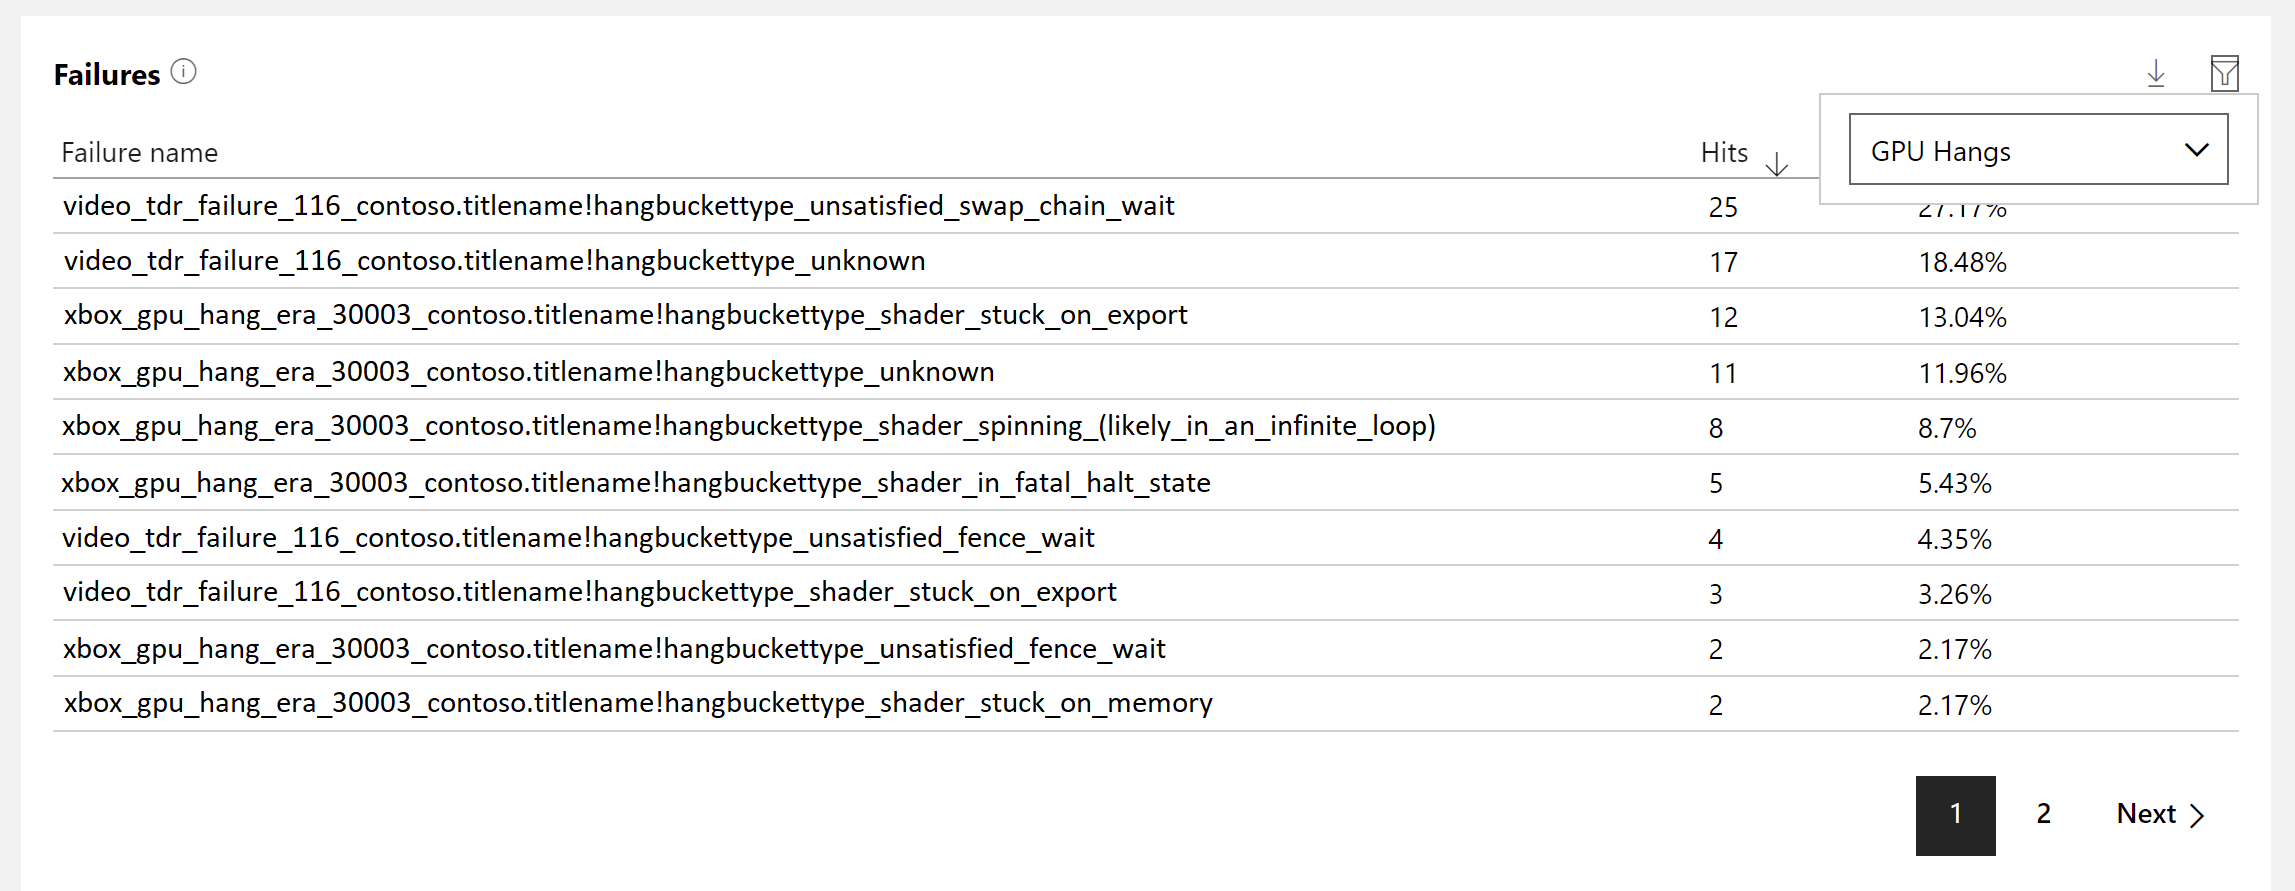 Failures
GPU Hangs
Failure name Hits
video_tdr_failure_116_contoso.titlename!hangbuckettype_unsatisfied_swap_chain_wait 25 27.17%
video_tdr_failure_116_contoso.titlename!hangbuckettype_unknown 17 18.48%
xbox_gpu_hang_era_30003_contoso.titlename!hangbuckettype_shader_stuck_on_export 12 13.04%
xbox_gpu_hang_era_30003_contoso.titlename!hangbuckettype_unknown 11 11.96%
xbox_gpu_hang_era_30003_contoso.titlename!hangbuckettype_shader_spinning_(likely_in_an_infinite_loop) 8 8.7%
xbox_gpu_hang_era_30003_contoso.titlename!hangbuckettype_shader_in_fatal_halt_state 5 5.43%
video_tdr_failure_116_contoso.titlename!hangbuckettype_unsatisfied_fence_wait 4 4.35%
video_tdr_failure_116_contoso.titlename!hangbuckettype_shader_stuck_on_export 3 3.26%
xbox_gpu_hang_era_30003_contoso.titlename!hangbuckettype_unsatisfied_fence_wait 2 2.17%
xbox_gpu_hang_era_30003_contoso.titlename!hangbuckettype_shader_stuck_on_memory 2 2.17%
1 2 Next